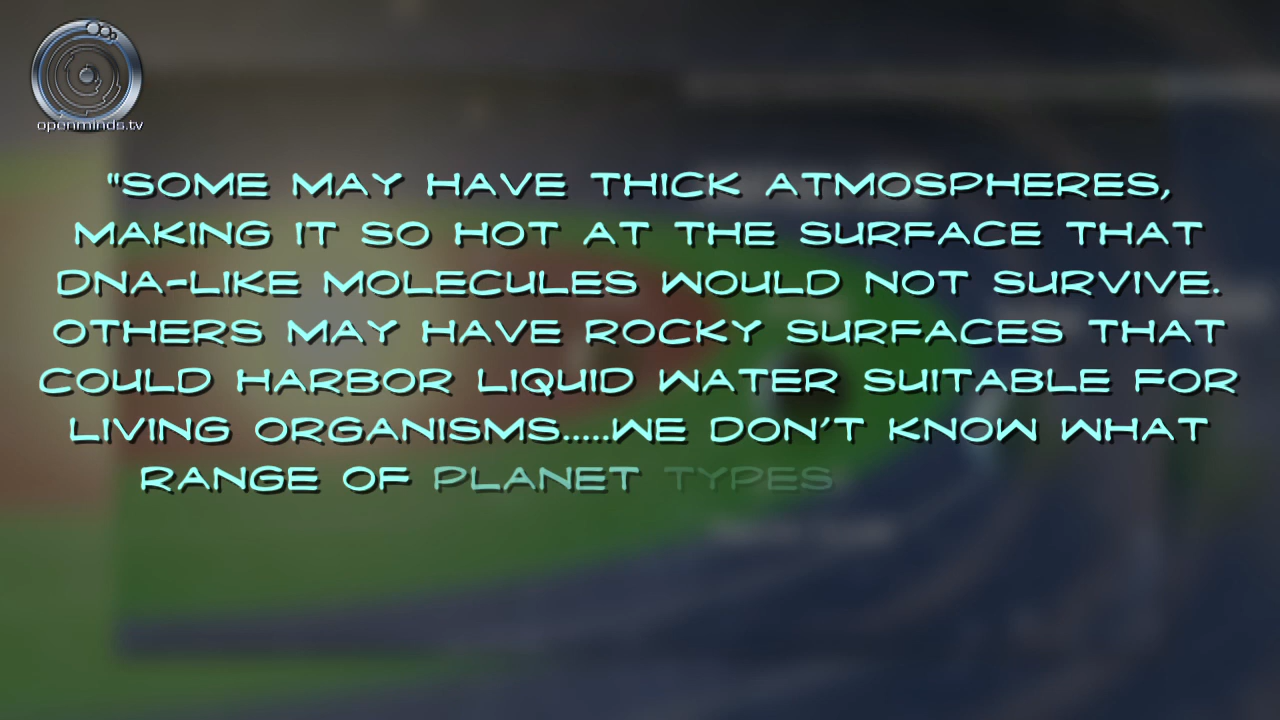 openminds.tv
"SOME MAY HAVE THICK ATMOSPHERES,
MAKING IT SO HOT AT THE SURFACE THAT
DNA-LIKE MOLECULES WOULD NOT SURVIVE.
OTHERS MAY HAVE ROCKY SURFACES THAT
COULD HARBOR LIQUID WATER SUITABLE FOR
LIVING ORGANISMS.....WE DON'T KNOW WHAT
RANGE OF PLANET TYPES